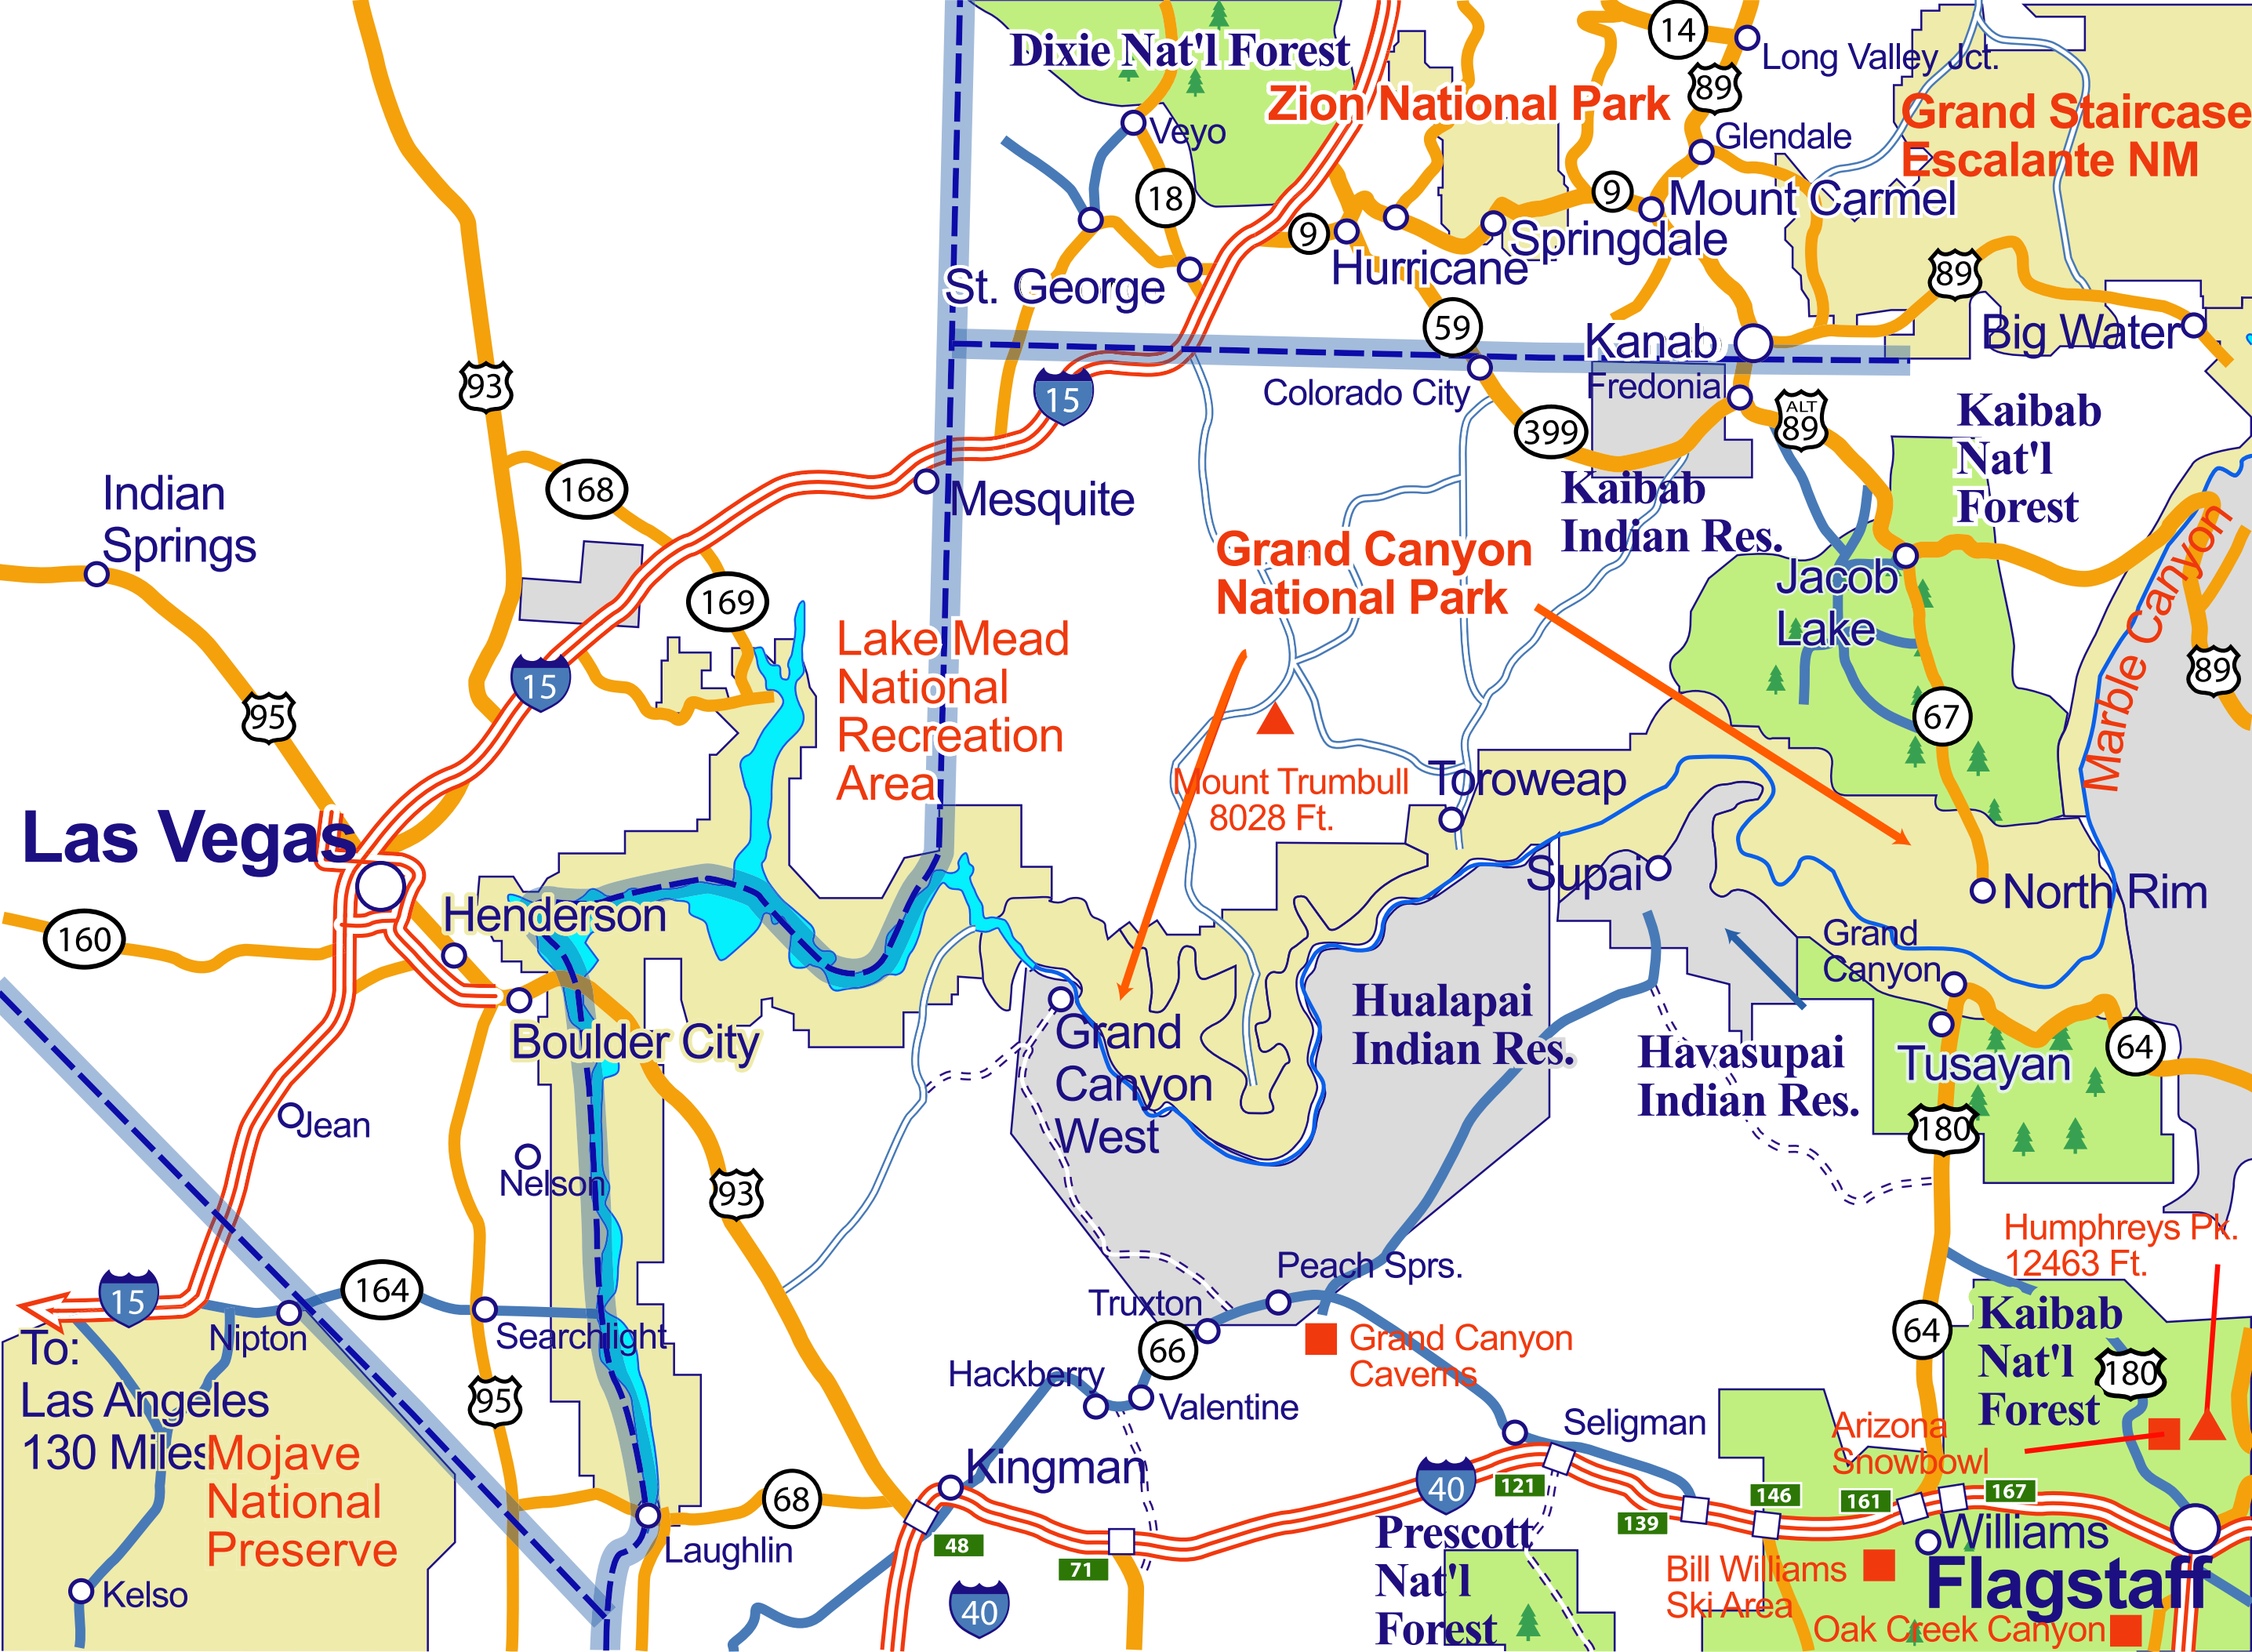 Dixie Nat'l Forest
14
Long Valley Jct.
89
Zion National Park
Grand Staircase
Escalante NM
Veyo
Glendale
18
9
Mount Carmel
9
Springdale
Hurricane
St. George
89
59
Kanab
Big Water
93
15
Colorado City
Fredonia
399
ALT
89
Kaibab
Nat'l
Forest
Indian
Springs
168
Mesquite
Kaibab
Indian Res.
Grand Canyon
National Park
Jacob
Lake
Marble Canyon
169
Lake Mead
National
Recreation
Area
15
89
95
67
Mount Trumbull
8028 Ft.
Toroweap
Las Vegas
Supai
North Rim
Henderson
160
Grand
Canyon
Boulder City
Grand
Canyon
West
Hualapai
Indian Res.
Havasupai
Indian Res.
Tusayan
64
180
Jean
Nelson
93
Humphreys Pk.
12463 Ft.
Peach Sprs.
15
164
Truxton
Nipton
Searchlight
66
Grand Canyon
Caverns
64
Kaibab
Nat'l
Forest
180
To:
Las Angeles
130 Miles
95
Hackberry
Valentine
Seligman
Arizona
Snowbowl
Mojave
National
Preserve
Kingman
68
40
121
146
161
167
139
48
71
Laughlin
Prescott
Nat'l
Forest
Williams
Bill Williams
Ski Area
Flagstaff
Kelso
40
Oak Creek Canyon